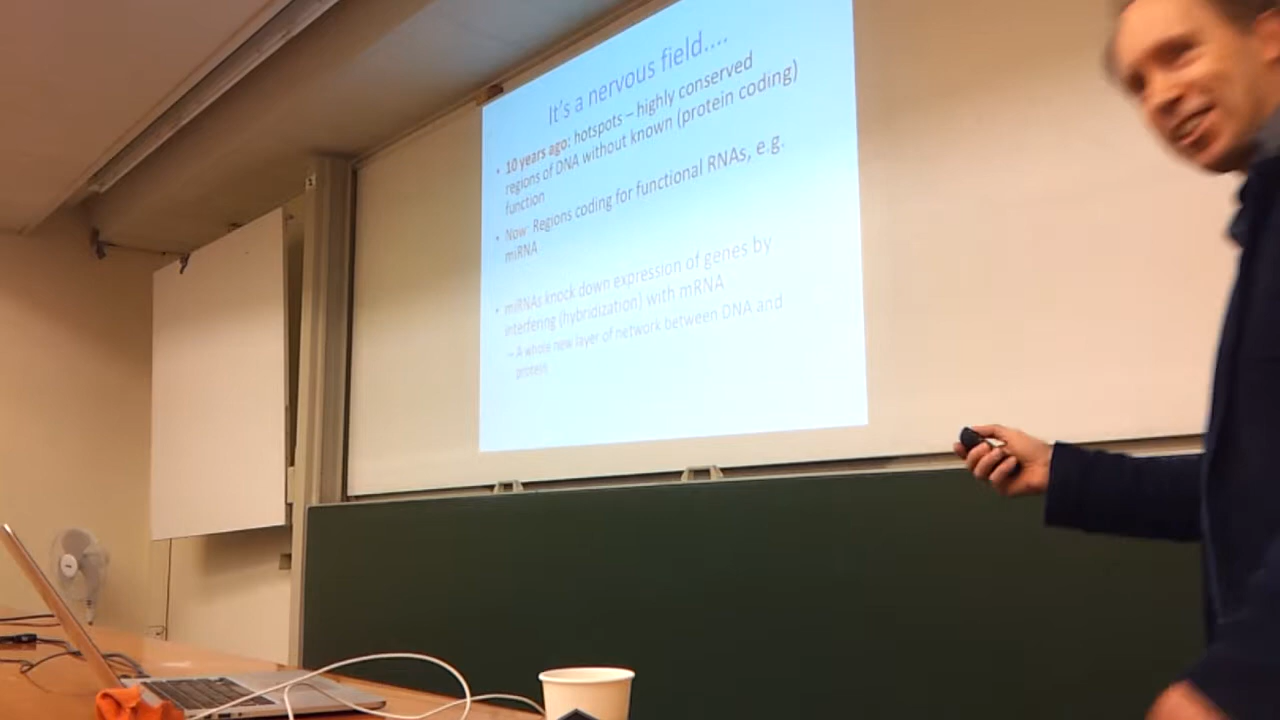 It's a nervous field....
• 10 years ago: hotspots – highly conserved
regions of DNA without known (protein coding)
function
• Now: Regions coding for functional RNAs, e.g.
miRNA
• miRNAs knock down expression of genes by
interfering (hybridization) with mRNA
– A whole new layer of network between DNA and
protein